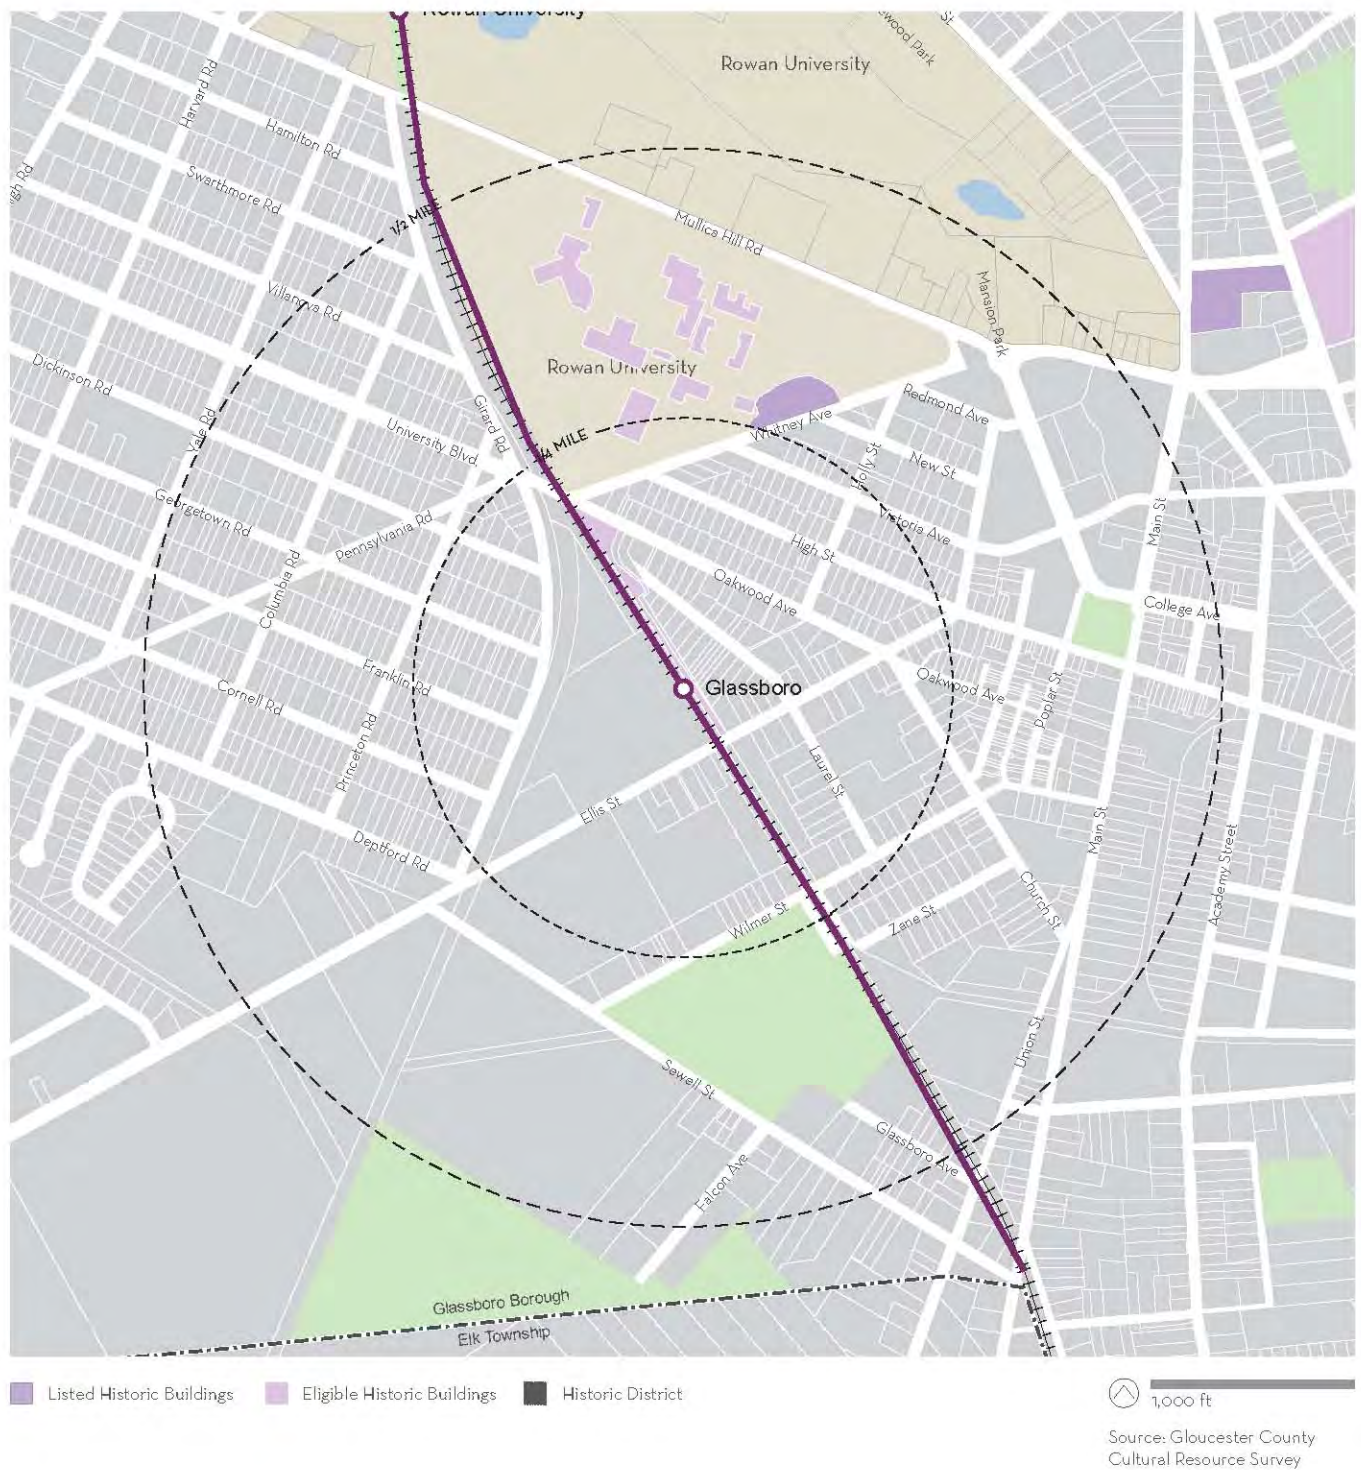 Rowan University
Rowan University
Harvard Rd
Hamilton Rd
Swarthmore Rd
1/2 MILE
Mullica Hill Rd
Mansion Park
Villanova Rd
Dickinson Rd
Yale Rd
Girard Rd
University Blvd.
Rowan University
Redmond Ave
Whitney Ave
1/4 MILE
Holly St
New St
Victoria Ave
Main St
Georgetown Rd
Pennsylvania Rd
High St
Columbia Rd
Oakwood Ave
College Ave
Franklin Rd
Cornell Rd
Glassboro
Oakwood Ave
Poplar St
Princeton Rd
Laurel St
Ellis St
Deptford Rd
Main St
Academy Street
Church St
Wilmer St
Zane St
Union St
Sewell St
Glassboro Ave
Falcon Ave
Glassboro Borough
Elk Township
Listed Historic Buildings
Eligible Historic Buildings
Historic District
1,000 ft
Source: Gloucester County
Cultural Resource Survey